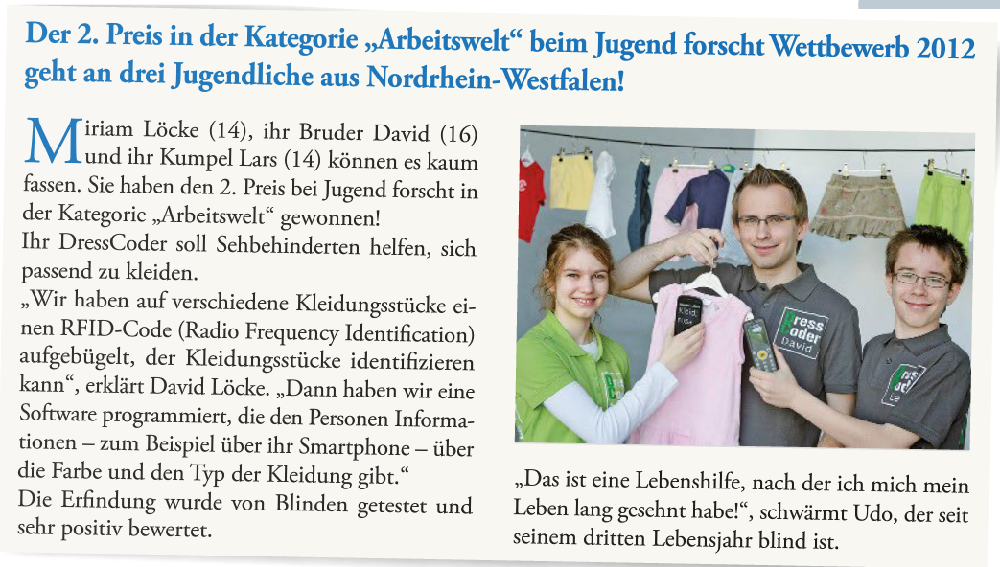 Der 2. Preis in der Kategorie „Arbeitswelt“ beim Jugend forscht Wettbewerb 2012
geht an drei Jugendliche aus Nordrhein-Westfalen!
Miriam Löcke (14), ihr Bruder David (16)
und ihr Kumpel Lars (14) können es kaum
fassen. Sie haben den 2. Preis bei Jugend forscht in
der Kategorie „Arbeitswelt“ gewonnen!
Ihr DressCoder soll Sehbehinderten helfen, sich
passend zu kleiden.
„Wir haben auf verschiedene Kleidungsstücke ei-
nen RFID-Code (Radio Frequency Identification)
aufgebügelt, der Kleidungsstücke identifizieren
kann“, erklärt David Löcke. „Dann haben wir eine
Software programmiert, die den Personen Informa-
tionen – zum Beispiel über ihr Smartphone – über
die Farbe und den Typ der Kleidung gibt.“
Die Erfindung wurde von Blinden getestet und
sehr positiv bewertet.
Kleid,
rosa
Dress
Coder
David
„Das ist eine Lebenshilfe, nach der ich mich mein
Leben lang gesehnt habe!“, schwärmt Udo, der seit
seinem dritten Lebensjahr blind ist.